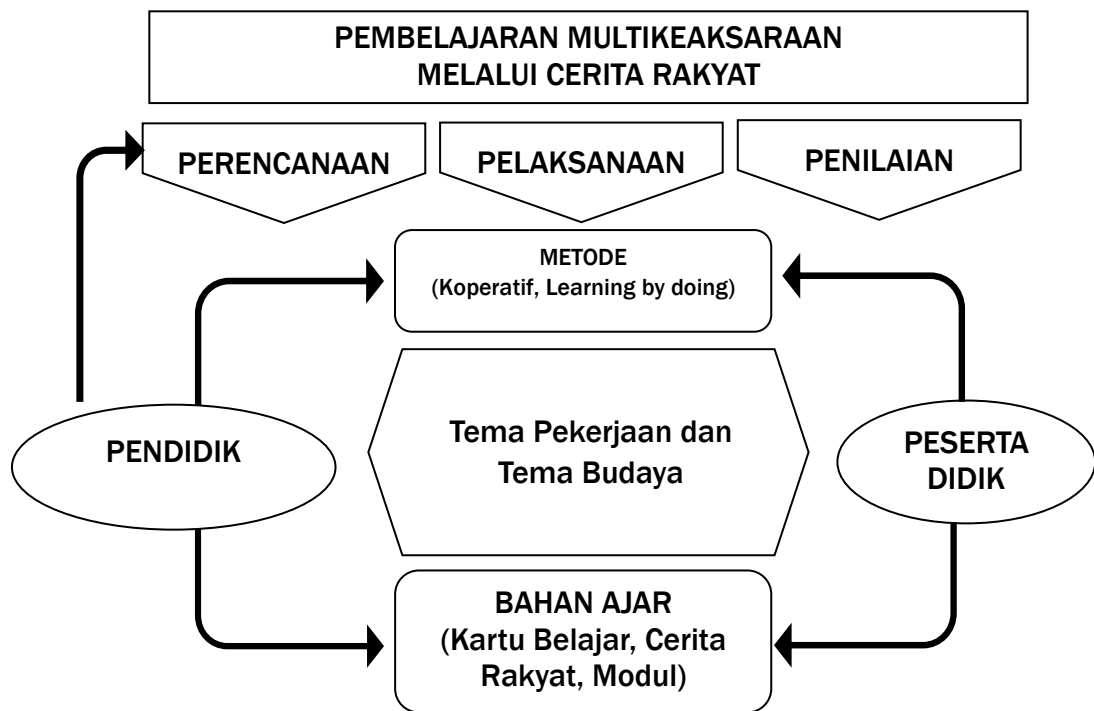 PEMBELAJARAN MULTIKEAKSARAAN
MELALUI CERITA RAKYAT
PERENCANAAN
PELAKSANAAN
PENILAIAN
METODE
(Koperatif, Learning by doing)
PENDIDIK
Tema Pekerjaan dan
Tema Budaya
PESERTA
DIDIK
BAHAN AJAR
(Kartu Belajar, Cerita
Rakyat, Modul)